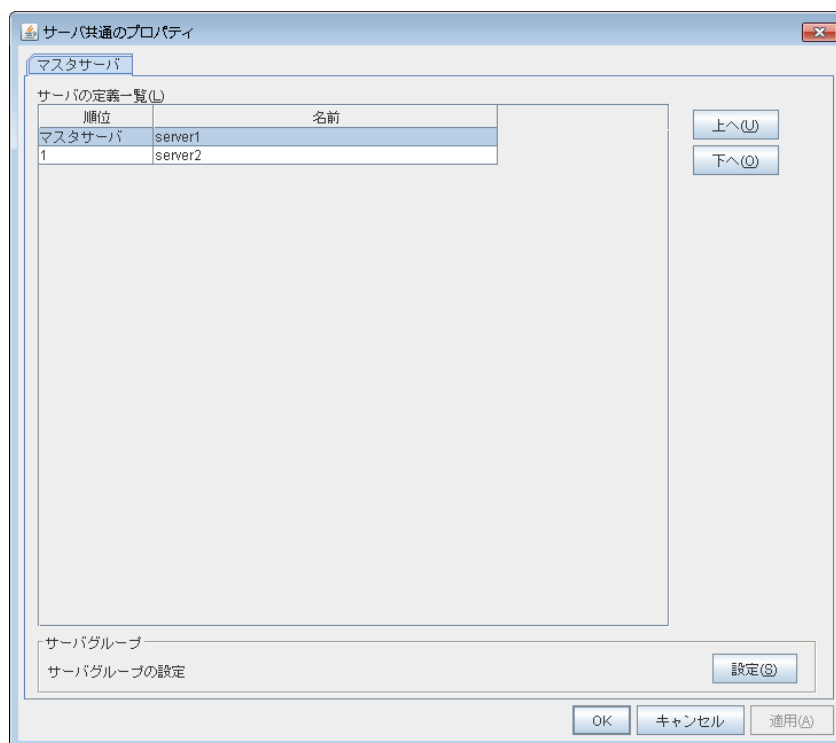 サーバ共通のプロパティ
マスタサーバ
サーバの定義一覧(L)
順位 名前
マスタサーバ server1
1 server2
上へ(U)
下へ(O)
サーバグループ
サーバグループの設定
設定(S)
OK キャンセル 適用(A)